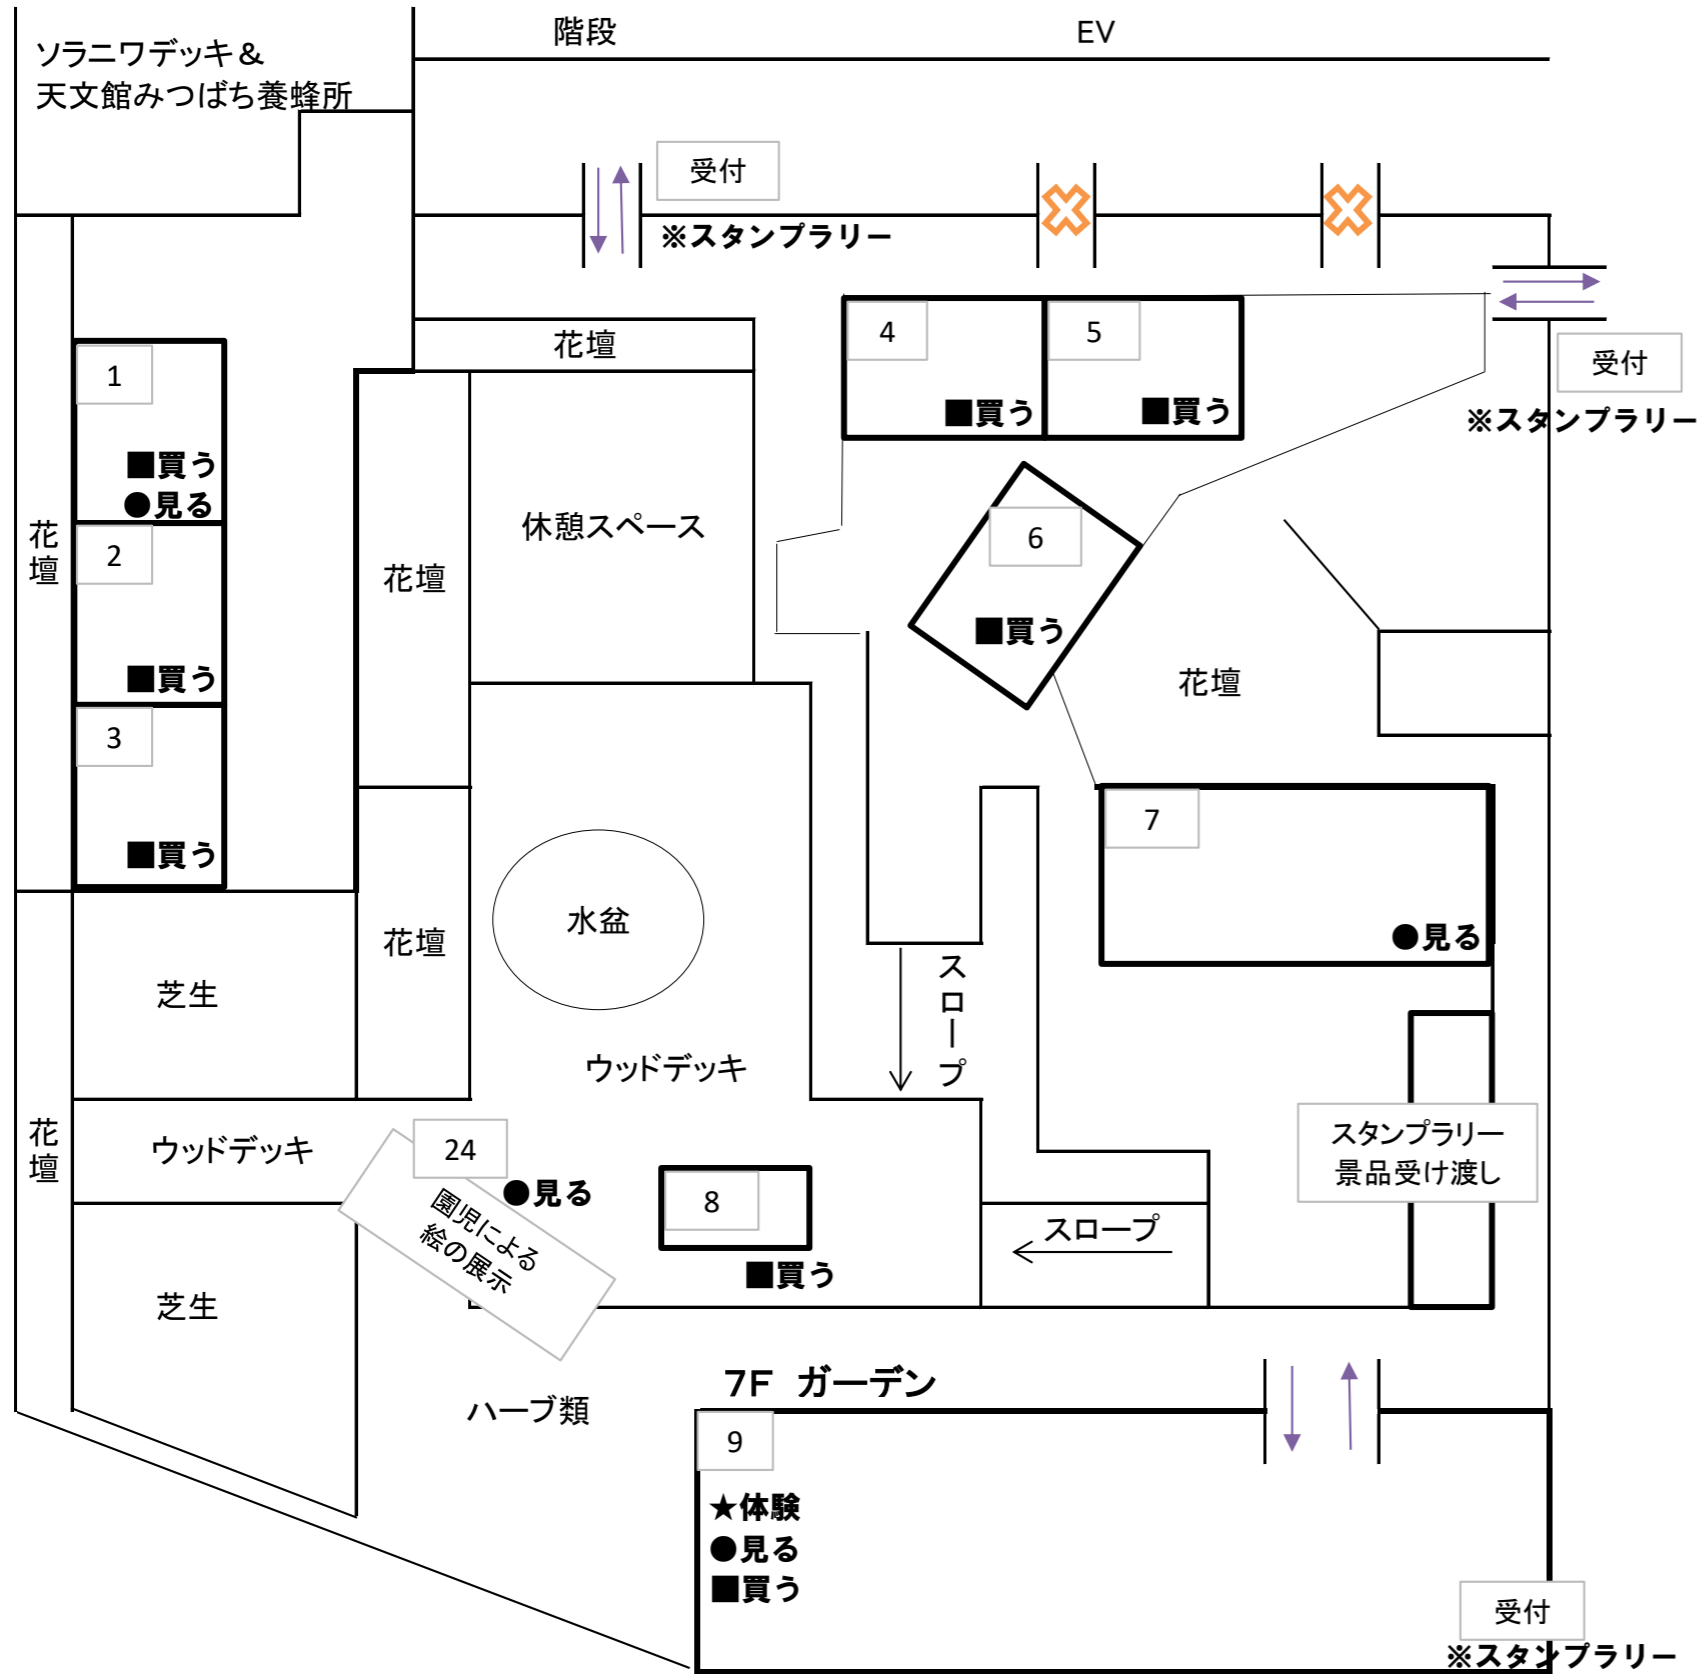 階段
EV
ソラニワデッキ&
天文館みつばち養蜂所
受付
※スタンプラリー
受付
※スタンプラリー
花壇
4
■買う
5
■買う
1
■買う
●見る
2
■買う
3
■買う
花壇
花壇
休憩スペース
6
■買う
花壇
7
●見る
花壇
水盆
ウッドデッキ
スロープ
芝生
花壇
ウッドデッキ
24
●見る
園児による
絵の展示
8
■買う
スロープ
スタンプラリー
景品受け渡し
芝生
ハーブ類
7F ガーデン
9
★体験
●見る
■買う
受付
※スタンプラリー